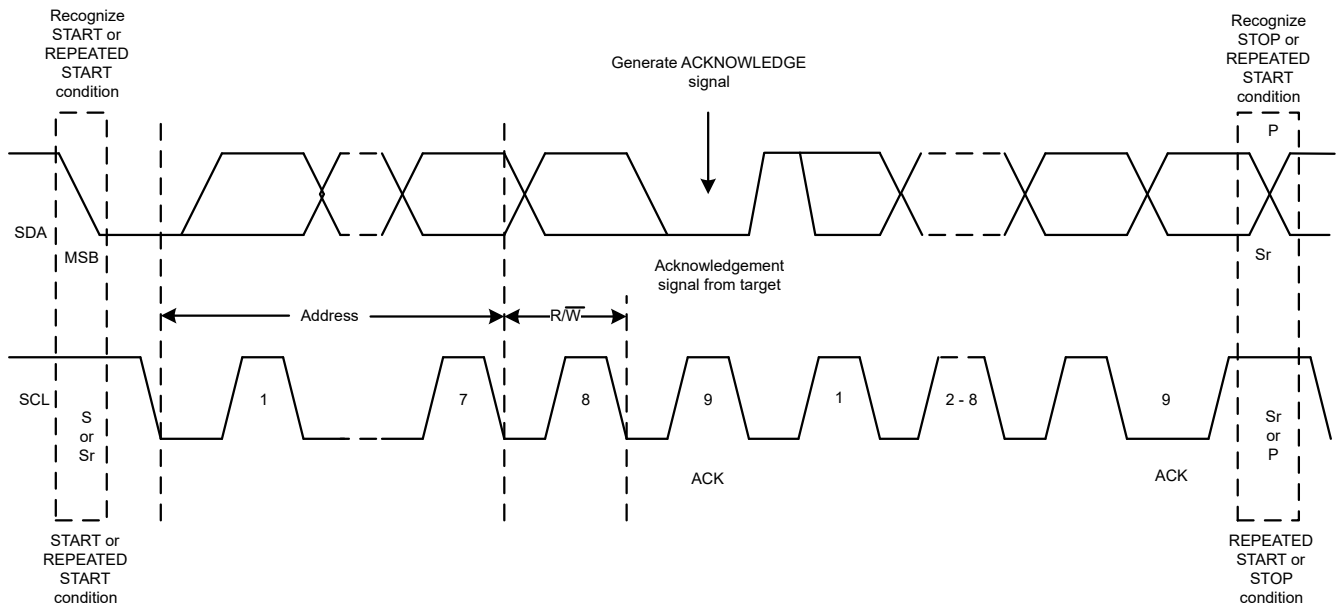 Recognize
START or
REPEATED
START
condition
Recognize
STOP or
REPEATED
START
condition
Generate ACKNOWLEDGE
signal
P
SDA
MSB
Sr
Acknowledgement
signal from target
Address
R/W̅
SCL
S
or
Sr
1
7
8
9
1
2 - 8
9
Sr
or
P
ACK
ACK
START or
REPEATED
START
condition
REPEATED
START or
STOP
condition